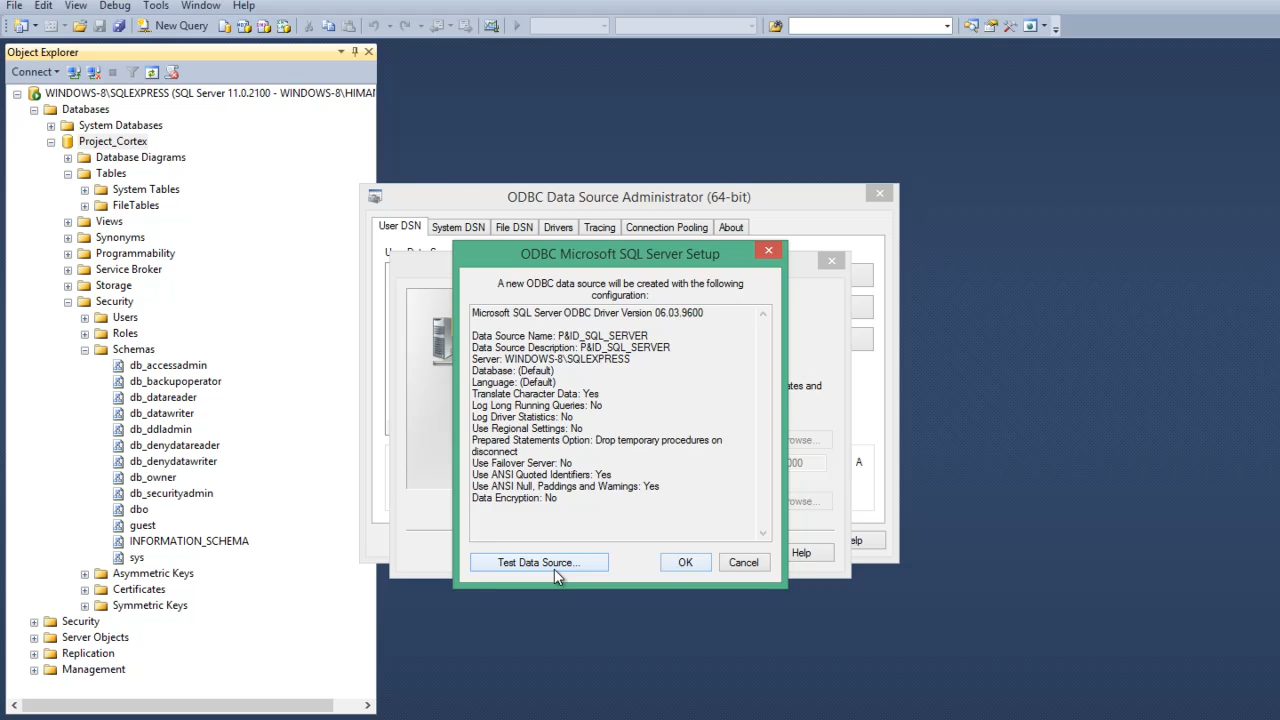 File Edit View Debug Tools Window Help
New Query
Object Explorer
Connect
WINDOWS-8\SQLEXPRESS (SQL Server 11.0.2100 - WINDOWS-8\HIMAN
Databases
System Databases
Project_Cortex
Database Diagrams
Tables
System Tables
FileTables
Views
Synonyms
Programmability
Service Broker
Storage
Security
Users
Roles
Schemas
db_accessadmin
db_backupoperator
db_datareader
db_datawriter
db_ddladmin
db_denydatareader
db_denydatawriter
db_owner
db_securityadmin
dbo
guest
INFORMATION_SCHEMA
sys
Asymmetric Keys
Certificates
Symmetric Keys
Security
Server Objects
Replication
Management
ODBC Data Source Administrator (64-bit)
User DSN System DSN File DSN Drivers Tracing Connection Pooling About
ODBC Microsoft SQL Server Setup
A new ODBC data source will be created with the following
configuration:
Microsoft SQL Server ODBC Driver Version 06.03.9600
Data Source Name: P&ID_SQL_SERVER
Data Source Description: P&ID_SQL_SERVER
Server: WINDOWS-8\SQLEXPRESS
Database: (Default)
Language: (Default)
Translate Character Data: Yes
Log Long Running Queries: No
Log Driver Statistics: No
Use Regional Settings: No
Prepared Statements Option: Drop temporary procedures on
disconnect
Use Failover Server: No
Use ANSI Quoted Identifiers: Yes
Use ANSI Null, Paddings and Warnings: Yes
Data Encryption: No
Test Data Source... OK Cancel
ates and
rowse...
000
A
rowse...
Help
elp